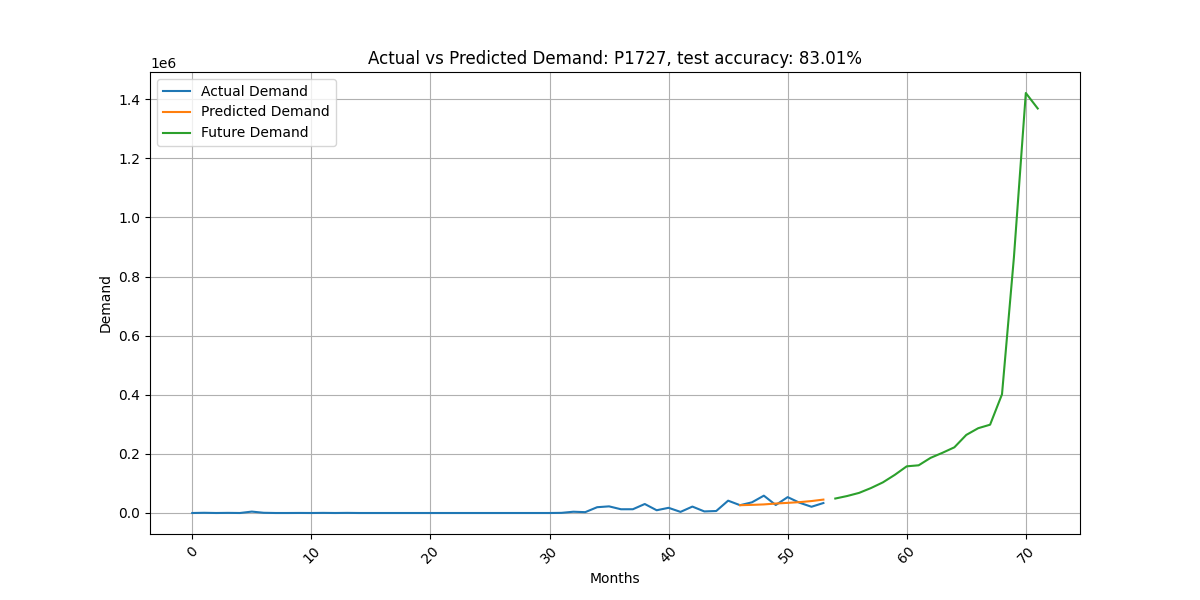 Actual vs Predicted Demand: P1727, test accuracy: 83.01%
1e6
Actual Demand
Predicted Demand
Future Demand
1.4
1.2
1.0
0.8
0.6
0.4
0.2
0.0
Demand
0 10 20 30 40 50 60 70
Months